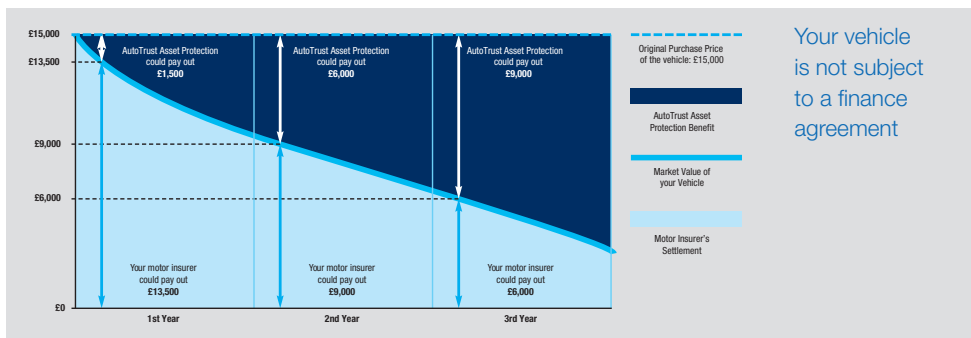 £15,000
£13,500
£9,000
£6,000
£0
AutoTrust Asset Protection
could pay out
£1,500
AutoTrust Asset Protection
could pay out
£6,000
AutoTrust Asset Protection
could pay out
£9,000
Your motor insurer
could pay out
£13,500
Your motor insurer
could pay out
£9,000
Your motor insurer
could pay out
£6,000
1st Year
2nd Year
3rd Year
Original Purchase Price
of the vehicle: £15,000
AutoTrust Asset
Protection Benefit
Market Value of
your Vehicle
Motor Insurer's
Settlement
Your vehicle
is not subject
to a finance
agreement